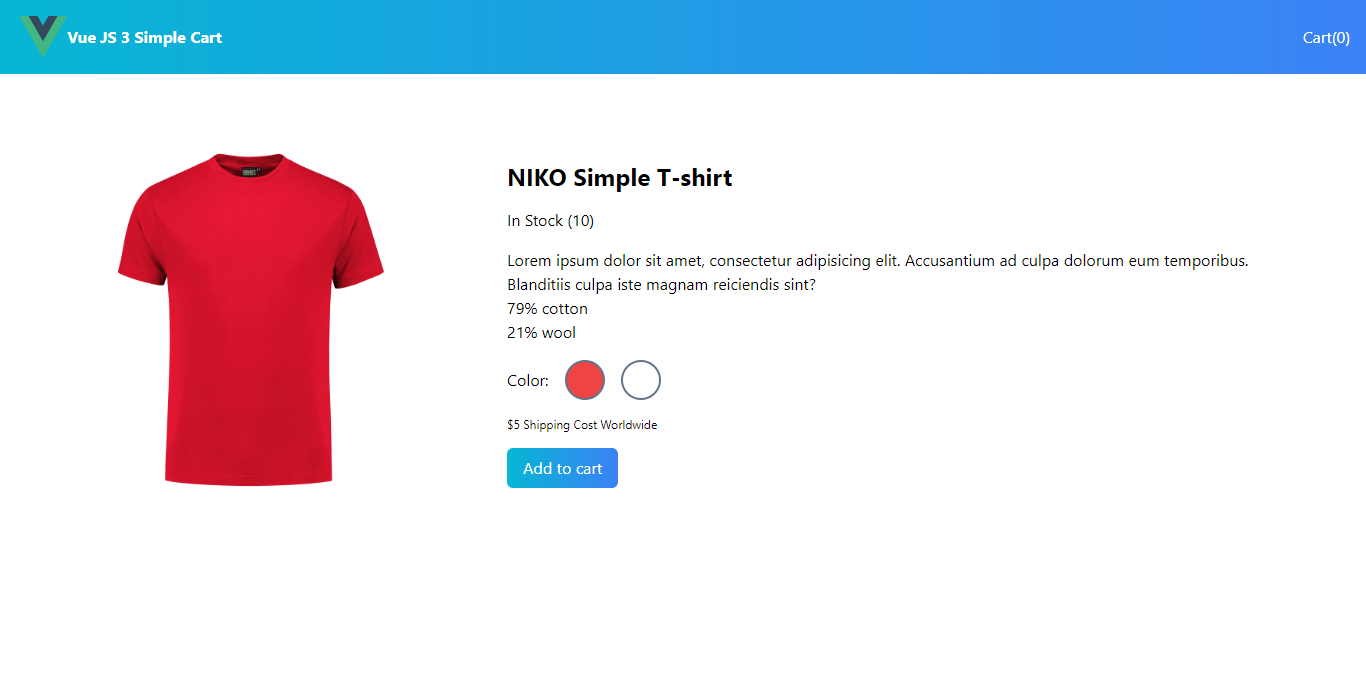 Vue JS 3 Simple Cart
Cart(0)
NIKO Simple T-shirt
In Stock (10)
Lorem ipsum dolor sit amet, consectetur adipisicing elit. Accusantium ad culpa dolorum eum temporibus.
Blanditiis culpa iste magnam reiciendis sint?
79% cotton
21% wool
Color:
$5 Shipping Cost Worldwide
Add to cart